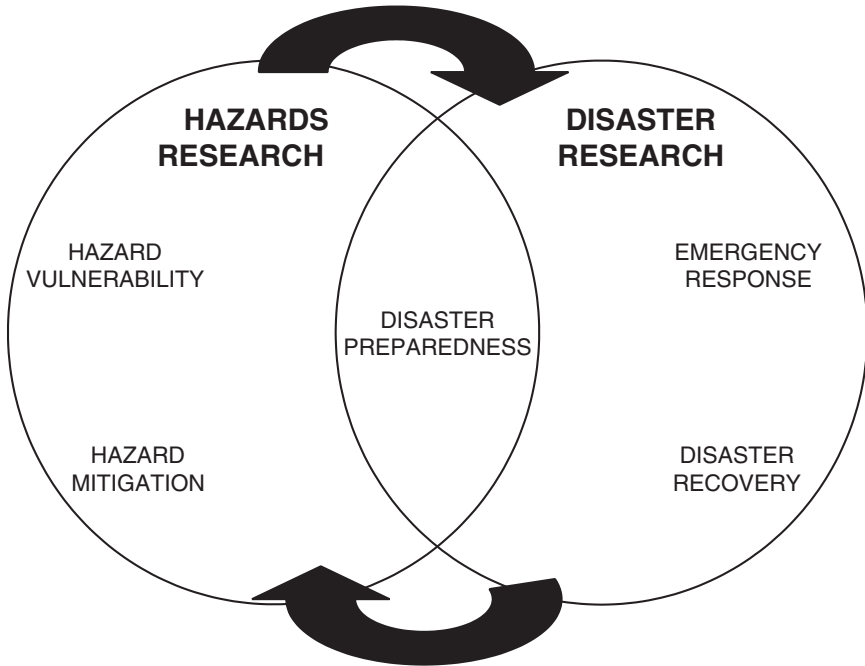 HAZARDS
RESEARCH
DISASTER
RESEARCH
HAZARD
VULNERABILITY
EMERGENCY
RESPONSE
DISASTER
PREPAREDNESS
HAZARD
MITIGATION
DISASTER
RECOVERY